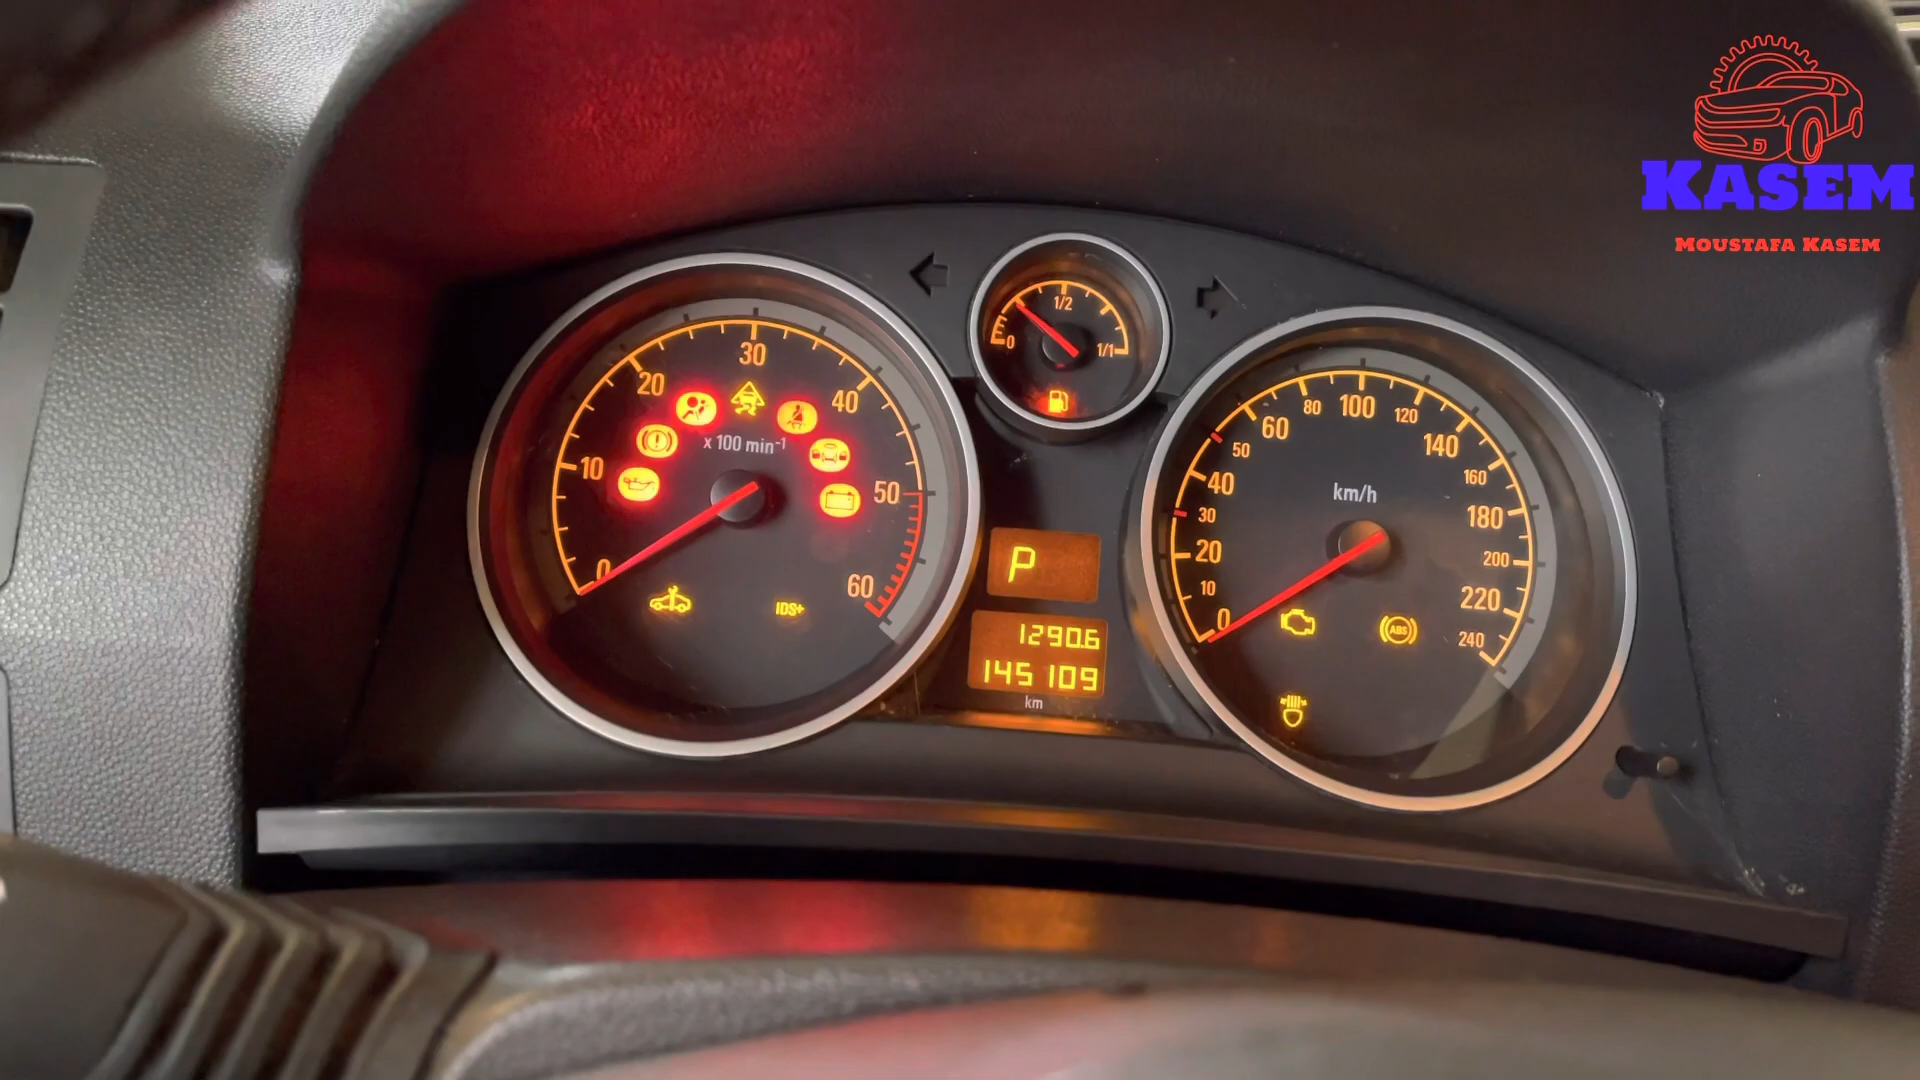 KASEM
MOUSTAFA KASEM
0 1/2 1/1
0 10 20 30 40 50 60
x 100 min⁻¹
IDS+
P
1290.6
145 109
km
0 10 20 30 40 50 60 80 100 120 140 160 180 200 220 240
km/h
ABS